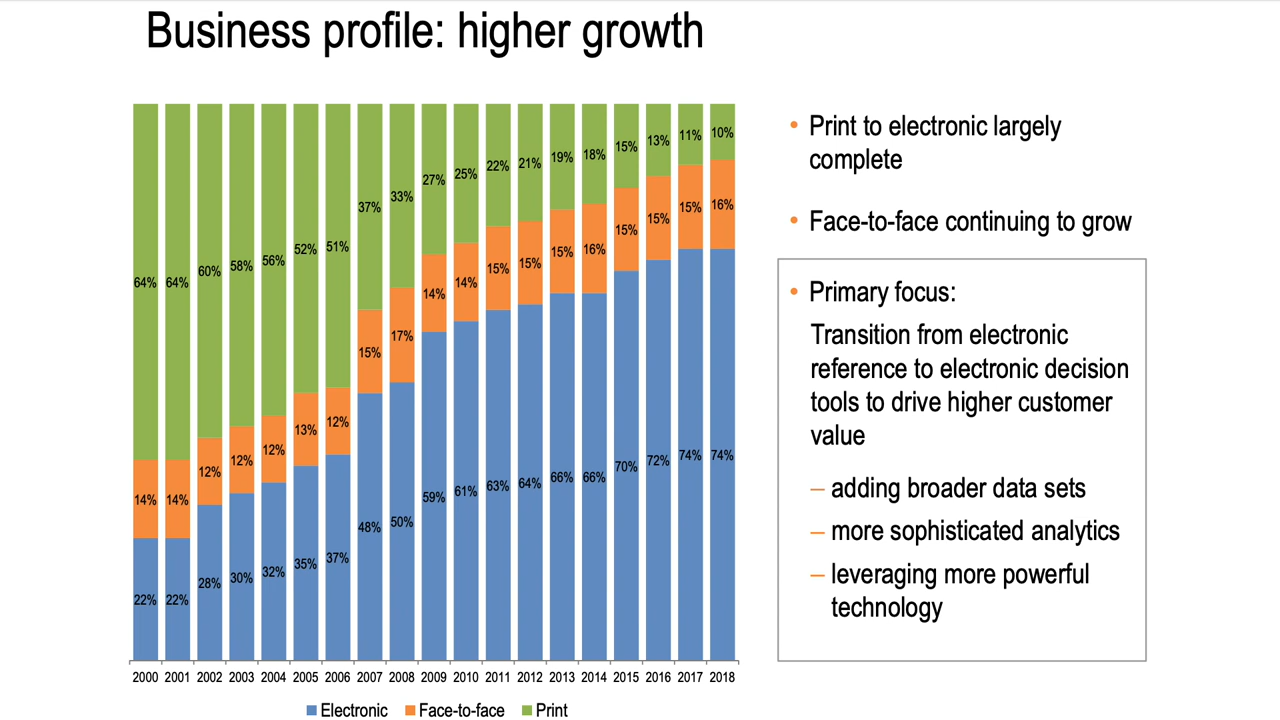 Business profile: higher growth
64% 64% 60% 58% 56% 52% 51% 37% 33% 27% 25% 22% 21% 19% 18% 15% 13% 11% 10%
14% 14% 12% 12% 12% 13% 12% 15% 17% 14% 14% 15% 15% 15% 16% 15% 15% 15% 16%
22% 22% 28% 30% 32% 35% 37% 48% 50% 59% 61% 63% 64% 66% 66% 70% 72% 74% 74%
2000 2001 2002 2003 2004 2005 2006 2007 2008 2009 2010 2011 2012 2013 2014 2015 2016 2017 2018
Electronic Face-to-face Print
• Print to electronic largely
complete
• Face-to-face continuing to grow
• Primary focus:
Transition from electronic
reference to electronic decision
tools to drive higher customer
value
– adding broader data sets
– more sophisticated analytics
– leveraging more powerful
technology